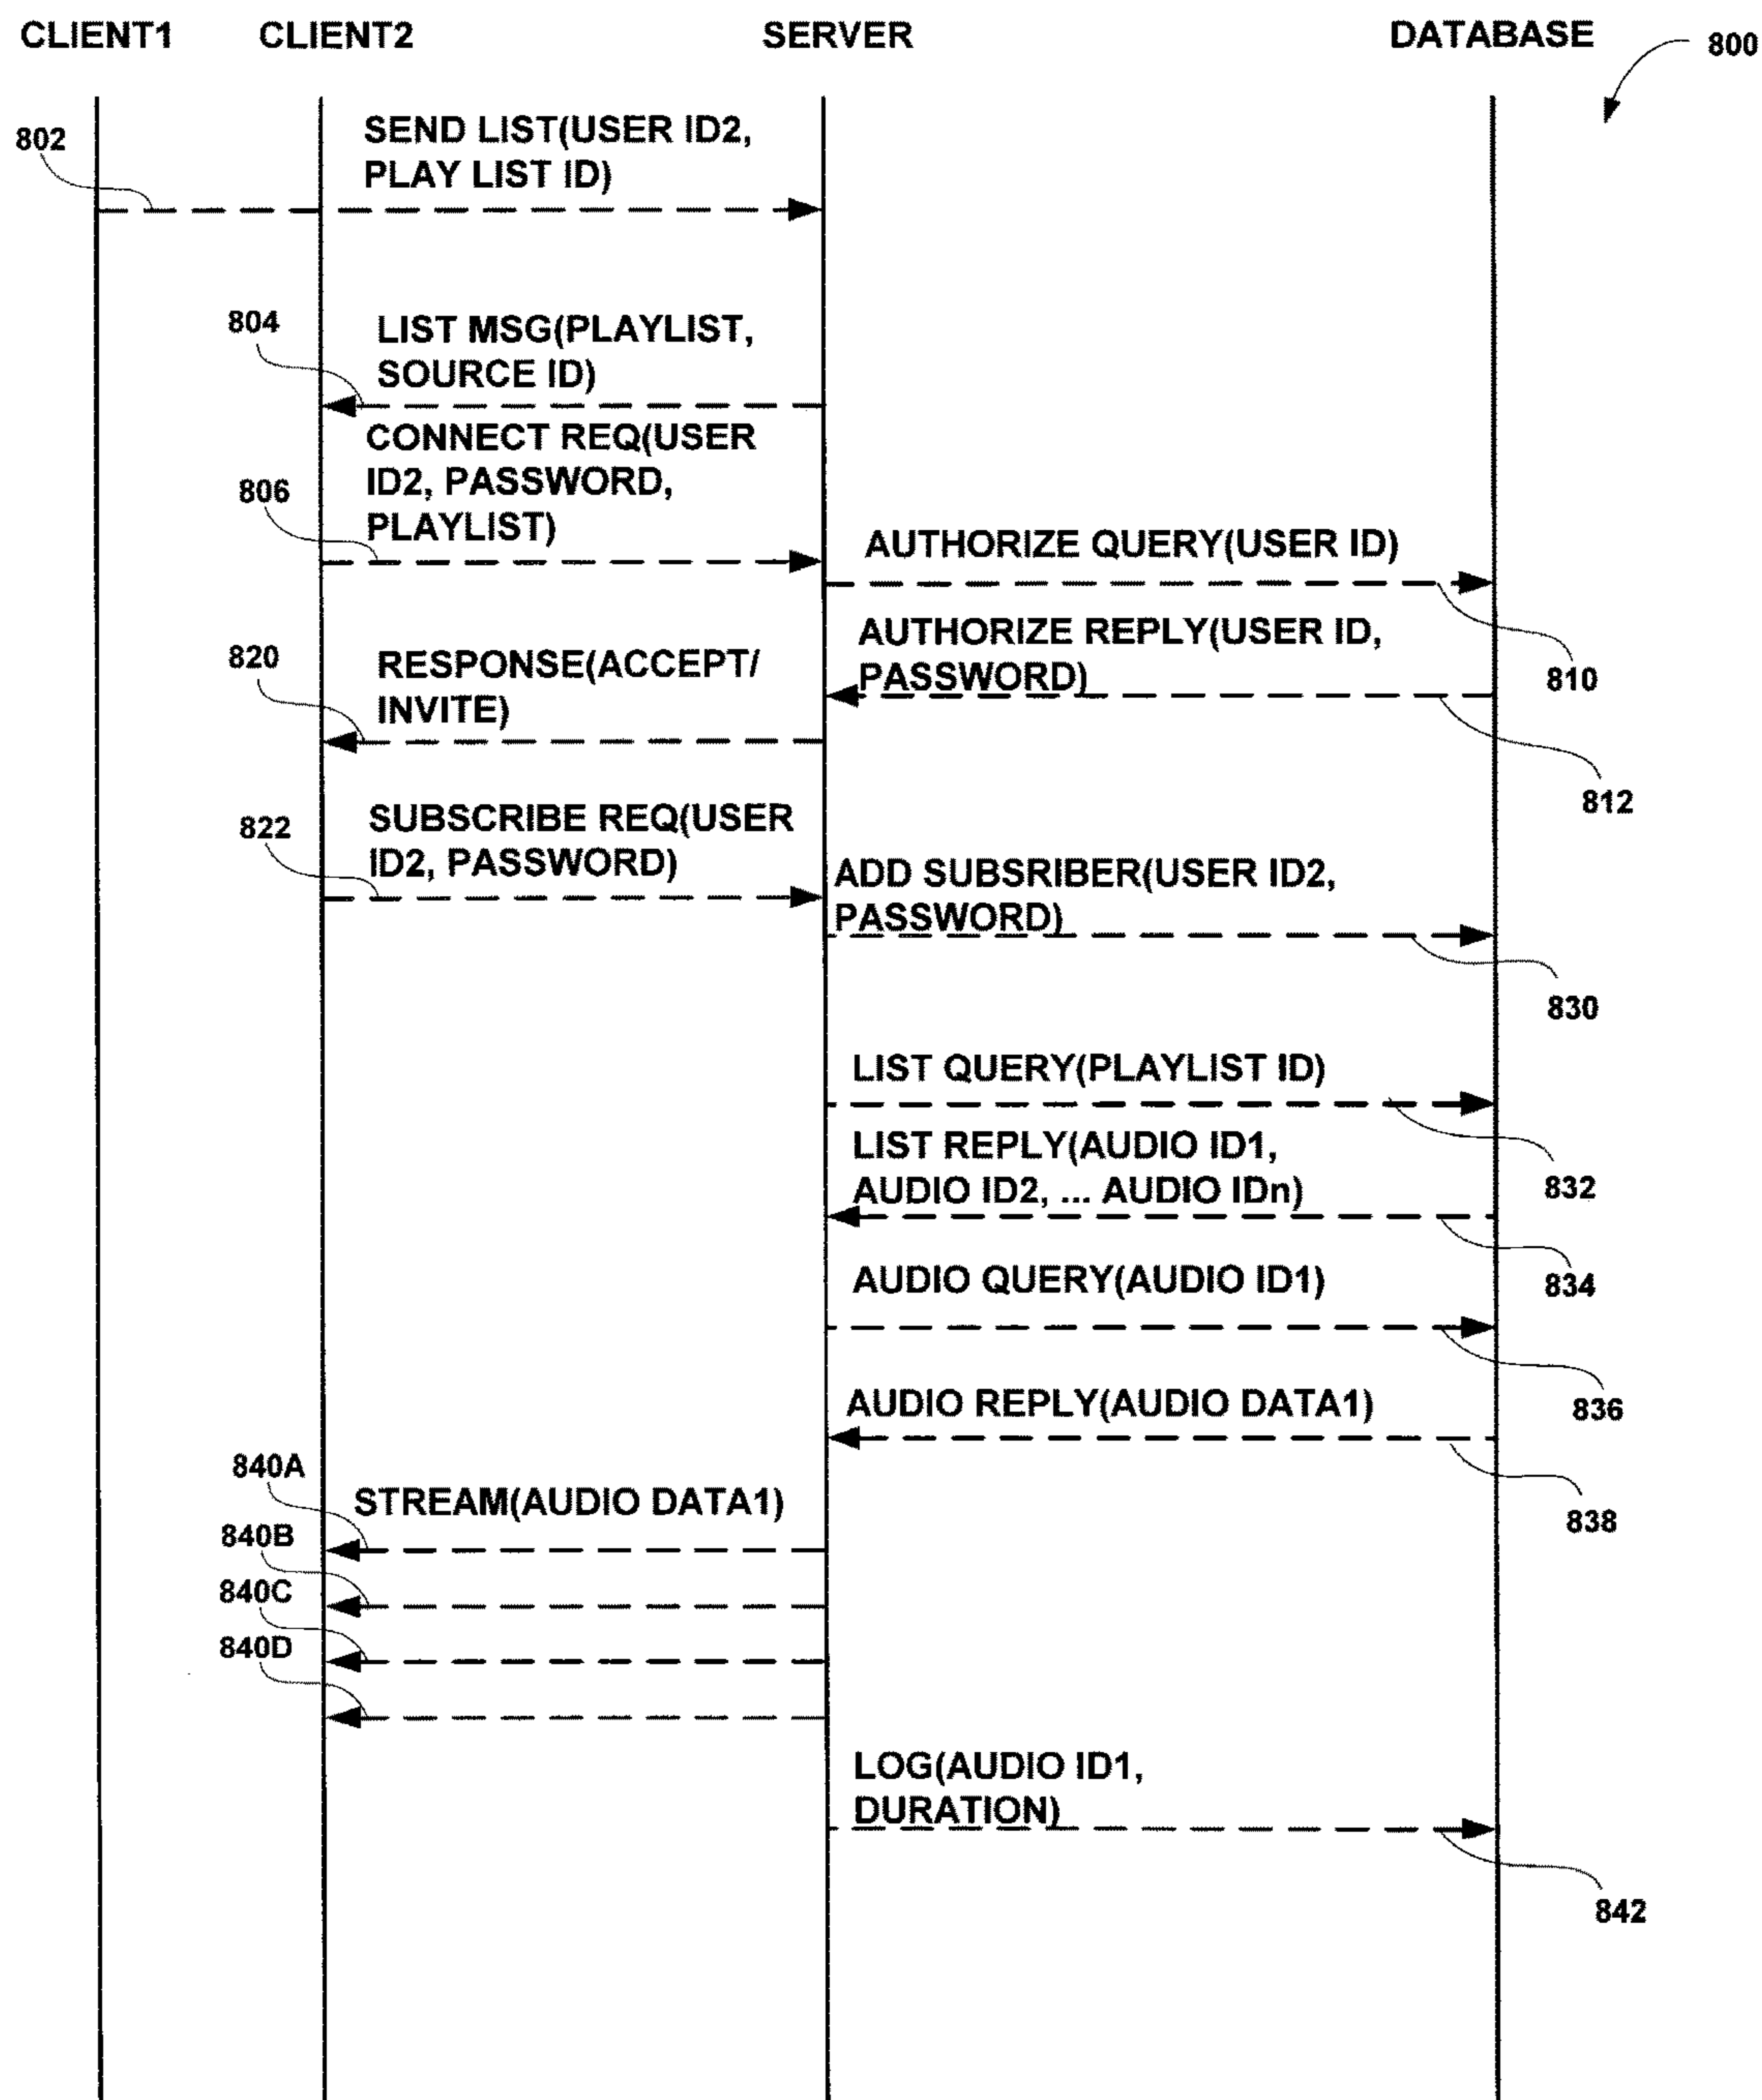 CLIENT1 CLIENT2 SERVER DATABASE
800
802
SEND LIST(USER ID2,
PLAY LIST ID)
804
LIST MSG(PLAYLIST,
SOURCE ID)
806
CONNECT REQ(USER
ID2, PASSWORD,
PLAYLIST)
AUTHORIZE QUERY(USER ID)
810
AUTHORIZE REPLY(USER ID,
PASSWORD)
812
820
RESPONSE(ACCEPT/
INVITE)
822
SUBSCRIBE REQ(USER
ID2, PASSWORD)
ADD SUBSRIBER(USER ID2,
PASSWORD)
830
LIST QUERY(PLAYLIST ID)
832
LIST REPLY(AUDIO ID1,
AUDIO ID2, ... AUDIO IDn)
834
AUDIO QUERY(AUDIO ID1)
836
AUDIO REPLY(AUDIO DATA1)
838
840A
STREAM(AUDIO DATA1)
840B
840C
840D
LOG(AUDIO ID1,
DURATION)
842